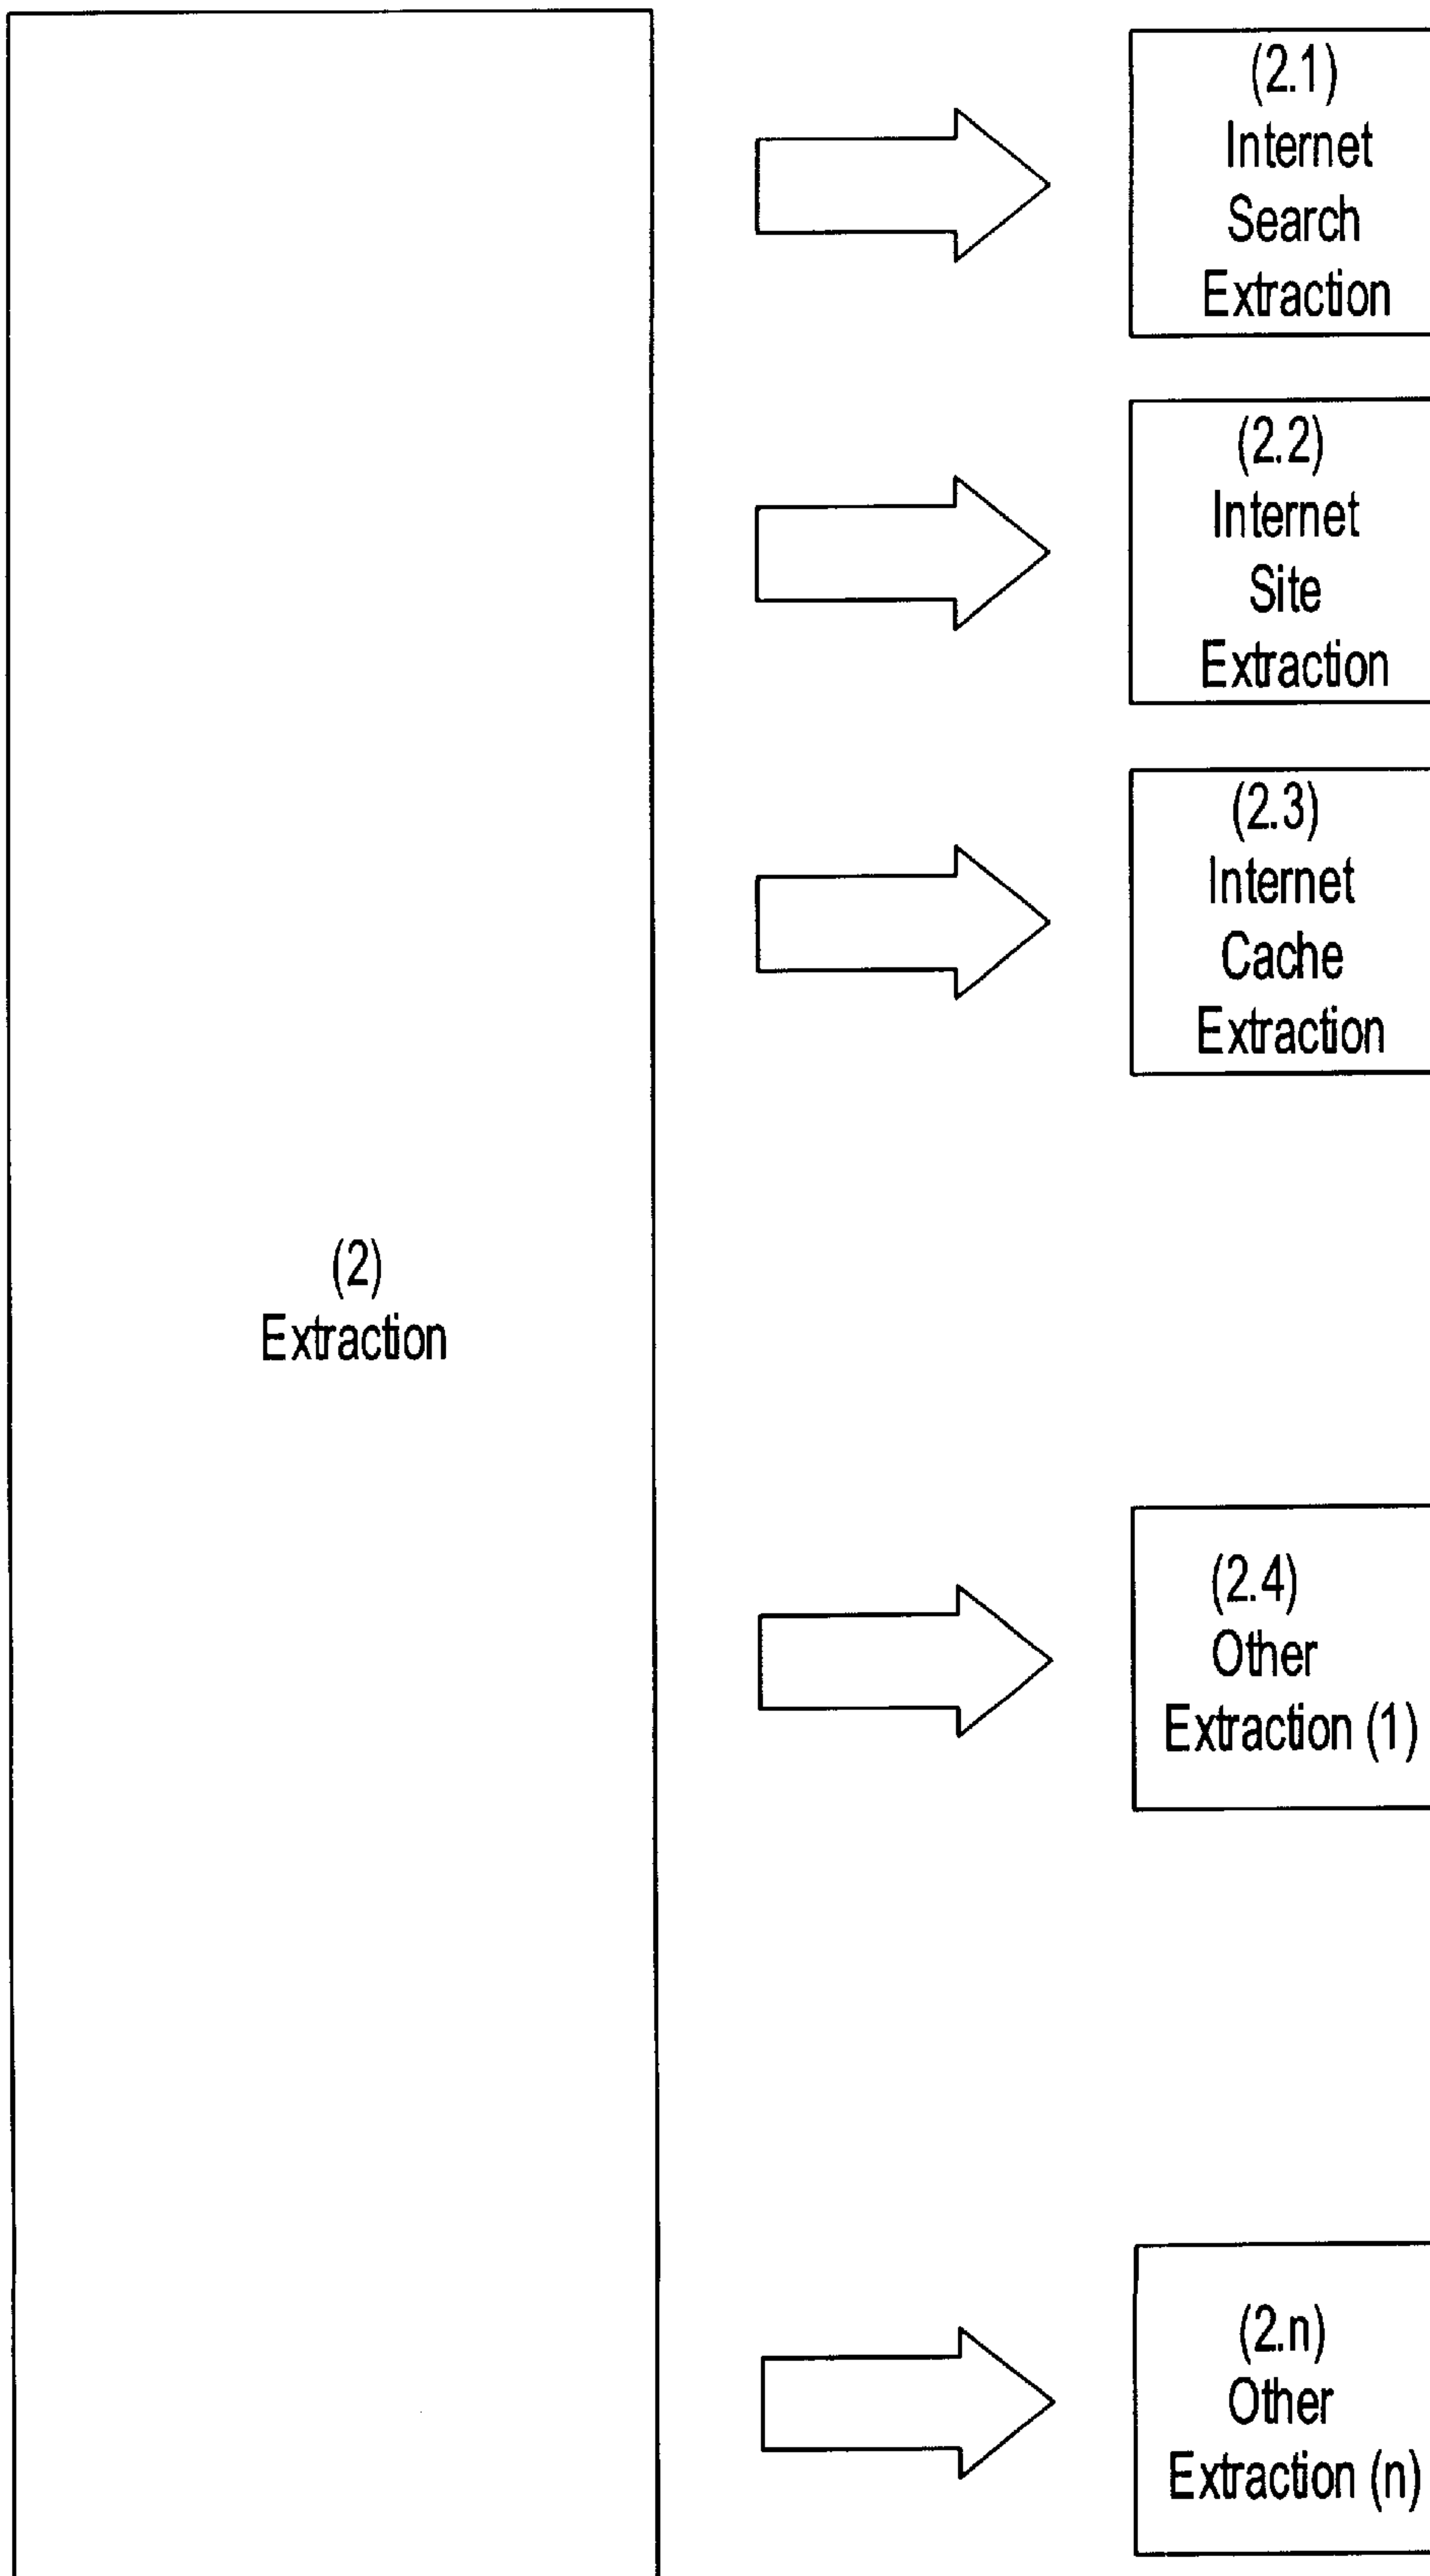 (2.1)
Internet
Search
Extraction
(2.2)
Internet
Site
Extraction
(2.3)
Internet
Cache
Extraction
(2)
Extraction
(2.4)
Other
Extraction (1)
(2.n)
Other
Extraction (n)